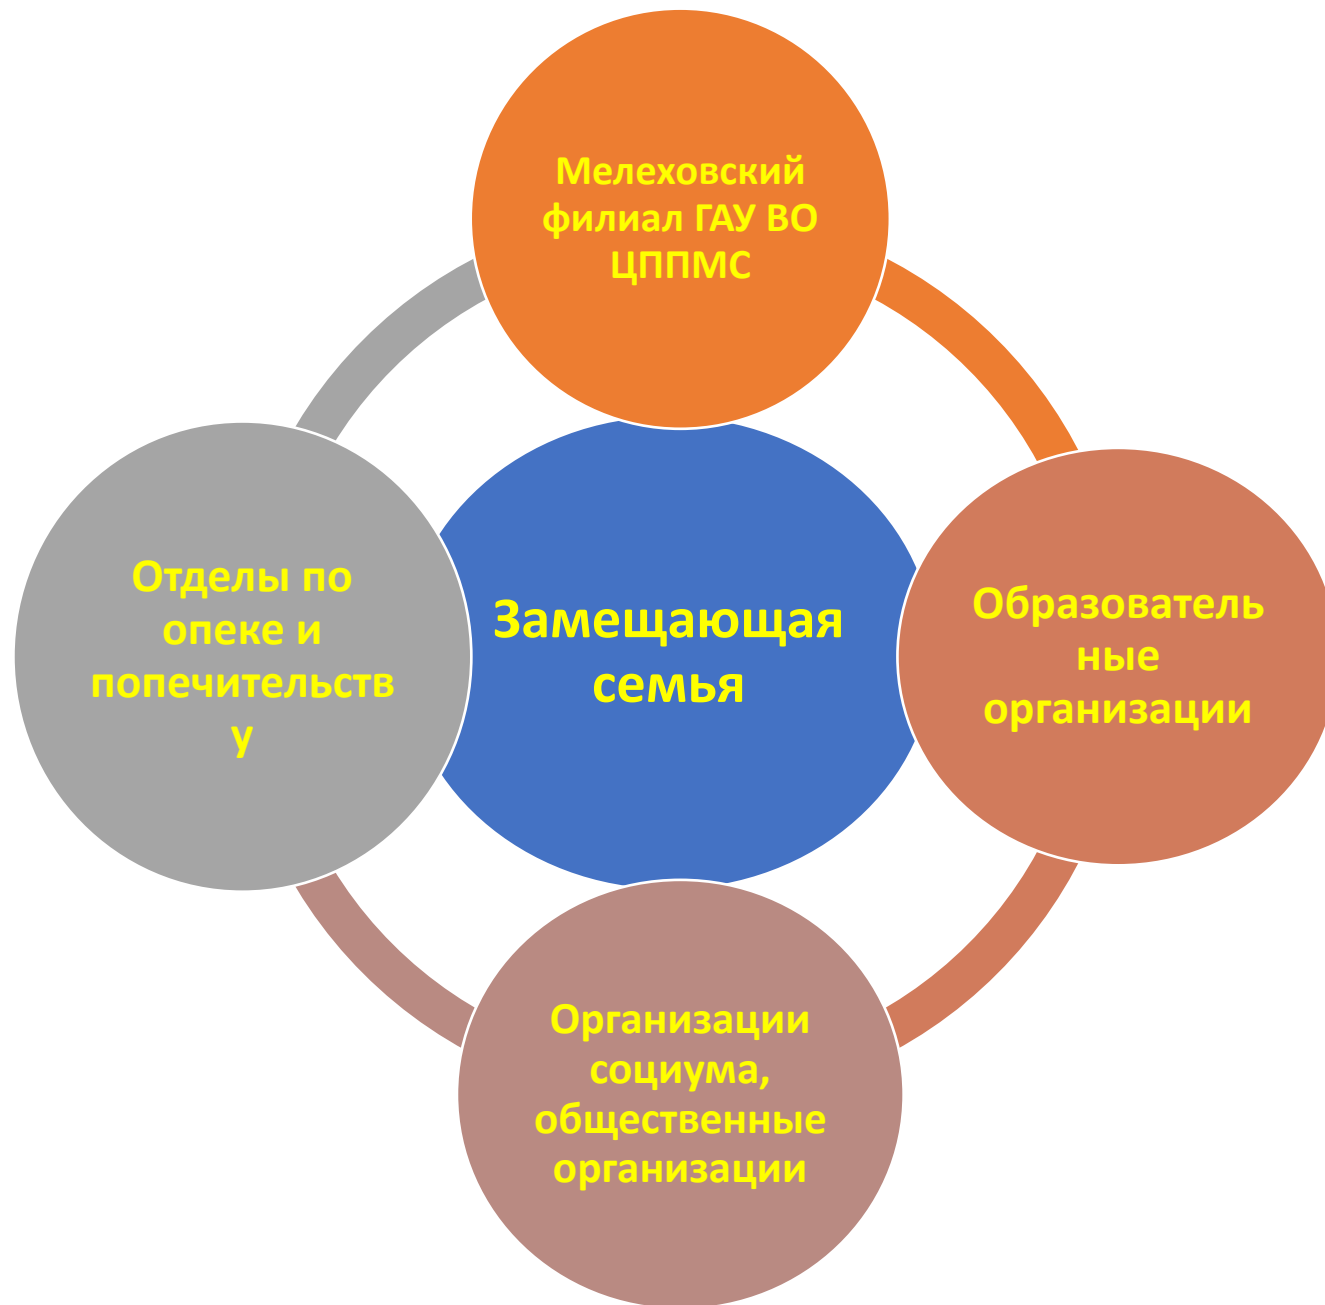 Мелеховский
филиал ГАУ ВО
ЦППМС
Отделы по
опеке и
попечительств
у
Замещающая
семья
Образователь
ные
организации
Организации
социума,
общественные
организации